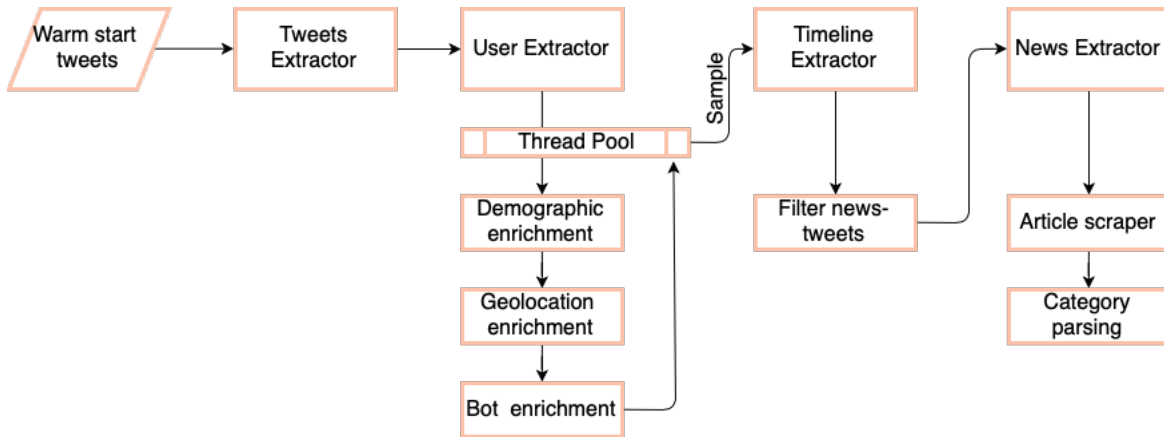 Warm start
tweets
Tweets
Extractor
User Extractor
Thread Pool
Demographic
enrichment
Geolocation
enrichment
Bot  enrichment
Sample
Timeline
Extractor
Filter news-
tweets
News Extractor
Article scraper
Category
parsing